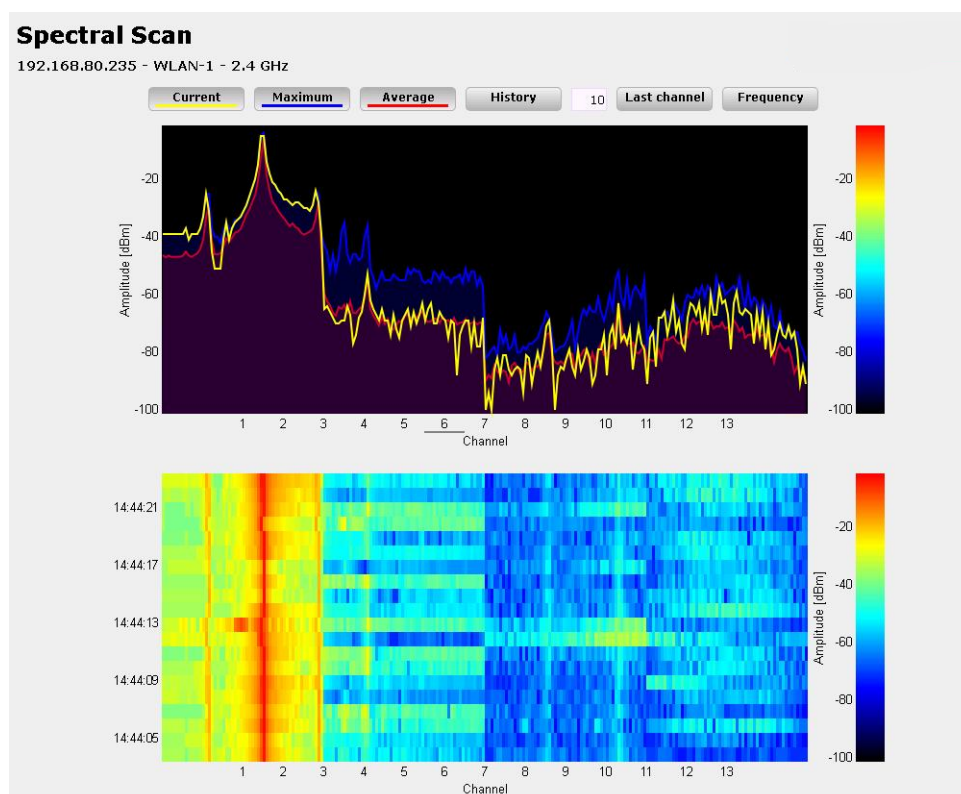 Spectral Scan
192.168.80.235 - WLAN-1 - 2.4 GHz
Current Maximum Average History 10 Last channel Frequency
Amplitude [dBm]
-20
-40
-60
-80
-100
1 2 3 4 5 6 7 8 9 10 11 12 13
Channel
Amplitude [dBm]
-20
-40
-60
-80
-100
14:44:21
14:44:17
14:44:13
14:44:09
14:44:05
1 2 3 4 5 6 7 8 9 10 11 12 13
Channel
Amplitude [dBm]
-20
-40
-60
-80
-100